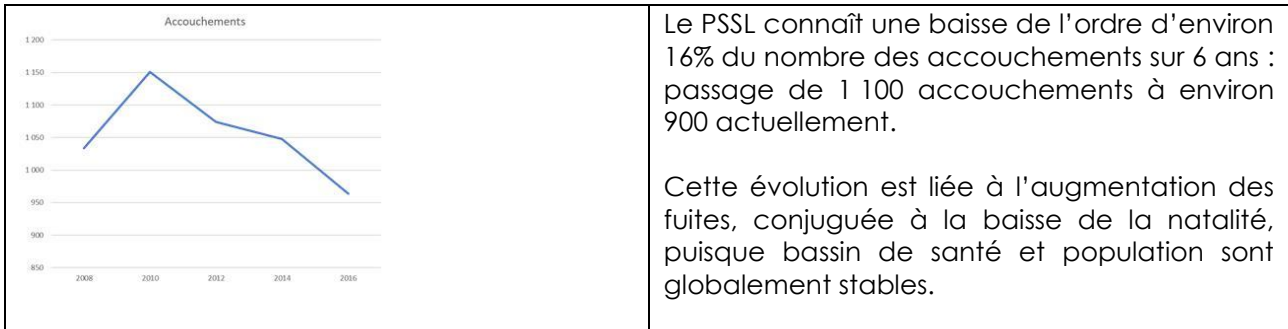 Accouchements
1 200
1 150
1 100
1 050
1 000
950
900
850
2008 2010 2012 2014 2016
Le PSSL connaît une baisse de l’ordre d’environ
16% du nombre des accouchements sur 6 ans :
passage de 1 100 accouchements à environ
900 actuellement.
Cette évolution est liée à l’augmentation des
fuites, conjuguée à la baisse de la natalité,
puisque bassin de santé et population sont
globalement stables.